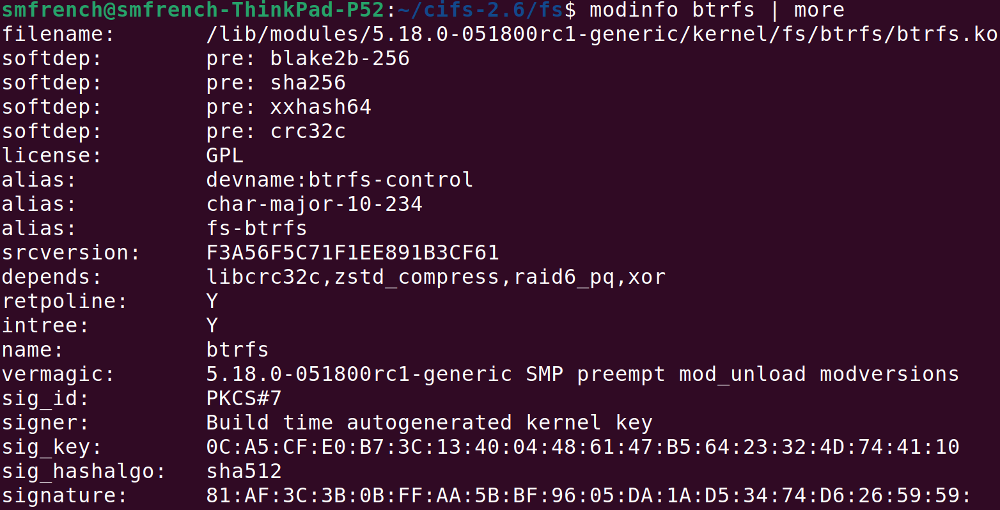 smfrench@smfrench-ThinkPad-P52:~/cifs-2.6/fs$ modinfo btrfs | more
filename:       /lib/modules/5.18.0-051800rc1-generic/kernel/fs/btrfs/btrfs.ko
softdep:        pre: blake2b-256
softdep:        pre: sha256
softdep:        pre: xxhash64
softdep:        pre: crc32c
license:        GPL
alias:          devname:btrfs-control
alias:          char-major-10-234
alias:          fs-btrfs
srcversion:     F3A56F5C71F1EE891B3CF61
depends:        libcrc32c,zstd_compress,raid6_pq,xor
retpoline:      Y
intree:         Y
name:           btrfs
vermagic:       5.18.0-051800rc1-generic SMP preempt mod_unload modversions
sig_id:         PKCS#7
signer:         Build time autogenerated kernel key
sig_key:        0C:A5:CF:E0:B7:3C:13:40:04:48:61:47:B5:64:23:32:4D:74:41:10
sig_hashalgo:   sha512
signature:      81:AF:3C:3B:0B:FF:AA:5B:BF:96:05:DA:1A:D5:34:74:D6:26:59:59: